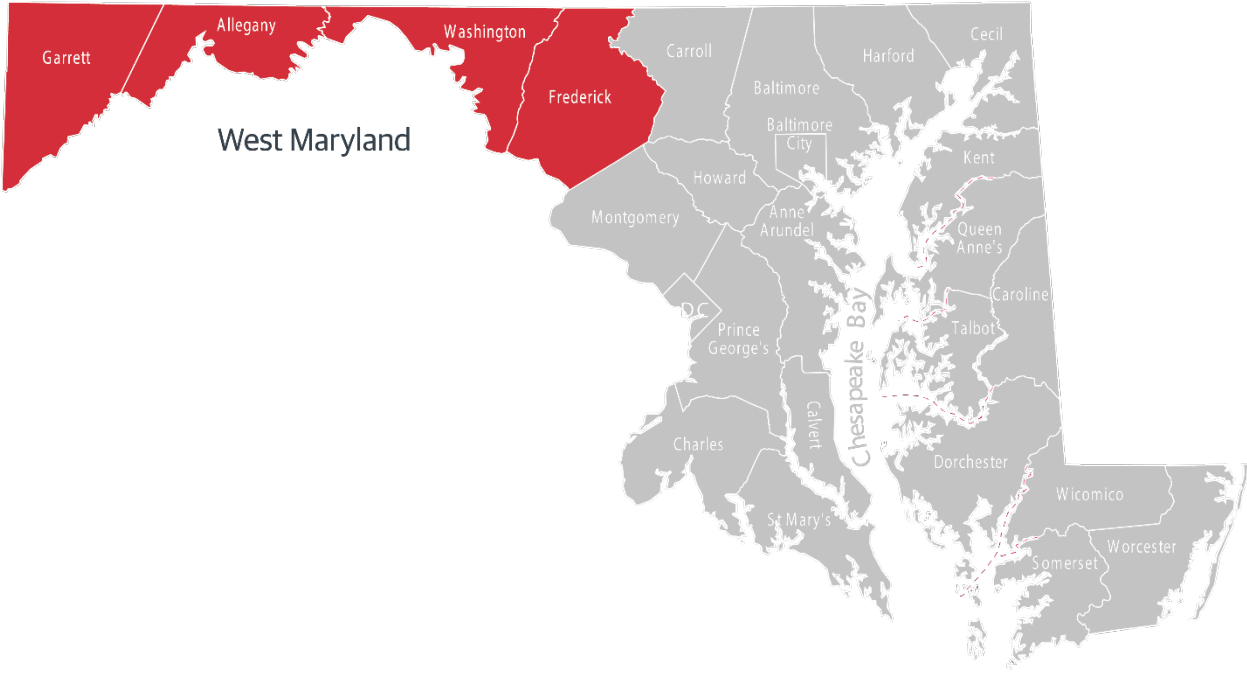 Garrett
Allegany
Washington
Frederick
West Maryland
Carroll
Baltimore
Harford
Cecil
Baltimore
City
Kent
Howard
Montgomery
Anne
Arundel
Queen
Anne's
Caroline
D.C
Prince
George's
Talbot
Chesapeake Bay
Calvert
Charles
Dorchester
St Mary's
Wicomico
Worcester
Somerset